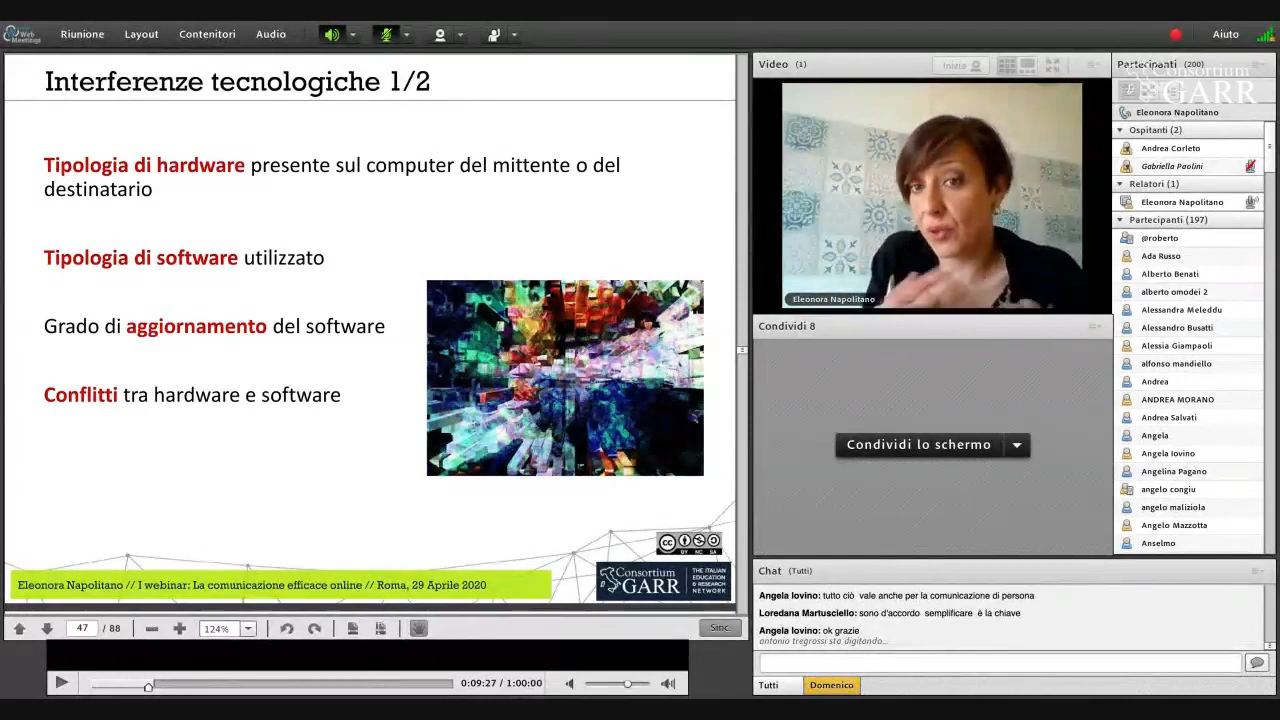 Web
Meetings
Riunione
Layout
Contenitori
Audio
Aiuto
Interferenze tecnologiche 1/2
Tipologia di hardware presente sul computer del mittente o del
destinatario
Tipologia di software utilizzato
Grado di aggiornamento del software
Conflitti tra hardware e software
BY NC SA
Eleonora Napolitano // I webinar: La comunicazione efficace online // Roma, 29 Aprile 2020
Consortium
GARR
THE ITALIAN
EDUCATION
& RESEARCH
NETWORK
47 / 88
124%
Sinc.
0:09:27 / 1:00:00
Video (1)
Inizia
Eleonora Napolitano
Condividi 8
Condividi lo schermo
Partecipanti (200)
Consortium
GARR
Eleonora Napolitano
Ospitanti (2)
Andrea Corleto
Gabriella Paolini
Relatori (1)
Eleonora Napolitano
Partecipanti (197)
@roberto
Ada Russo
Alberto Benati
alberto omodei 2
Alessandra Meleddu
Alessandro Busatti
Alessia Giampaoli
alfonso mandiello
Andrea
ANDREA MORANO
Andrea Salvati
Angela
Angela Iovino
Angelina Pagano
angelo congiu
angelo maliziola
Angelo Mazzotta
Anselmo
Chat (Tutti)
Angela Iovino: tutto ciò vale anche per la comunicazione di persona
Loredana Martusciello: sono d'accordo semplificare è la chiave
Angela Iovino: ok grazie
antonio tregrossi sta digitando...
Tutti
Domenico